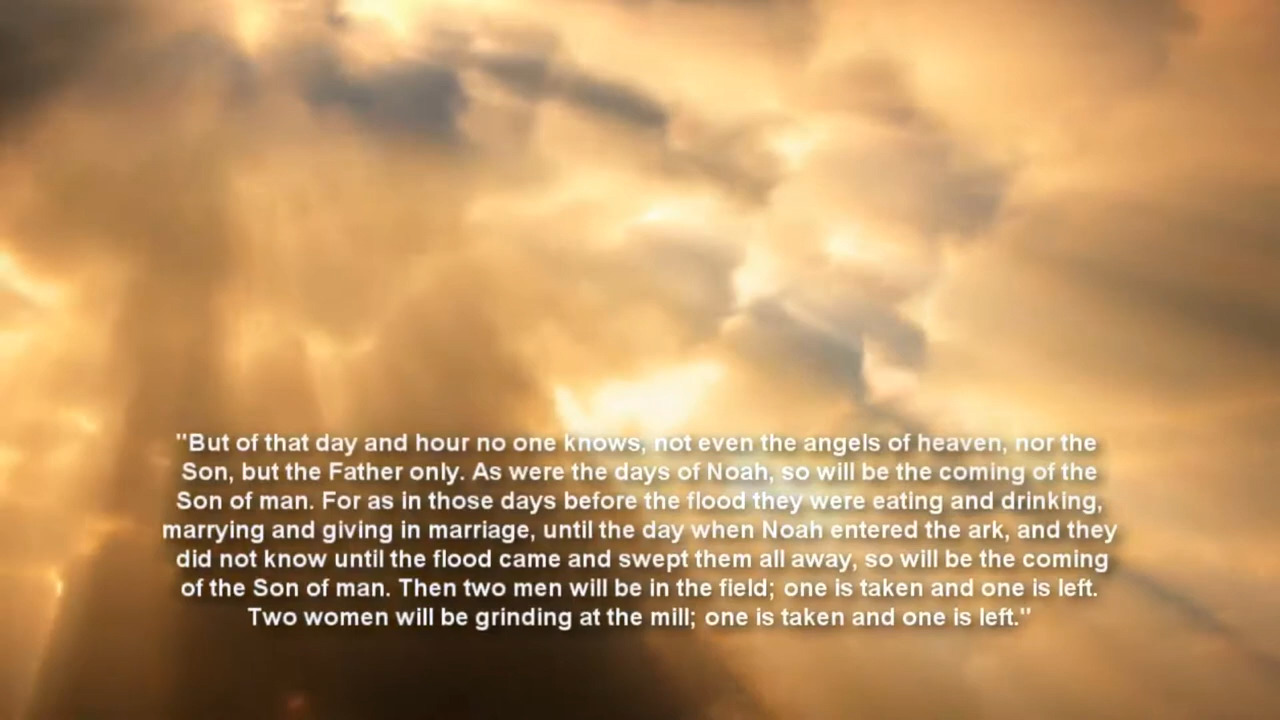 "But of that day and hour no one knows, not even the angels of heaven, nor the
Son, but the Father only. As were the days of Noah, so will be the coming of the
Son of man. For as in those days before the flood they were eating and drinking,
marrying and giving in marriage, until the day when Noah entered the ark, and they
did not know until the flood came and swept them all away, so will be the coming
of the Son of man. Then two men will be in the field; one is taken and one is left.
Two women will be grinding at the mill; one is taken and one is left."